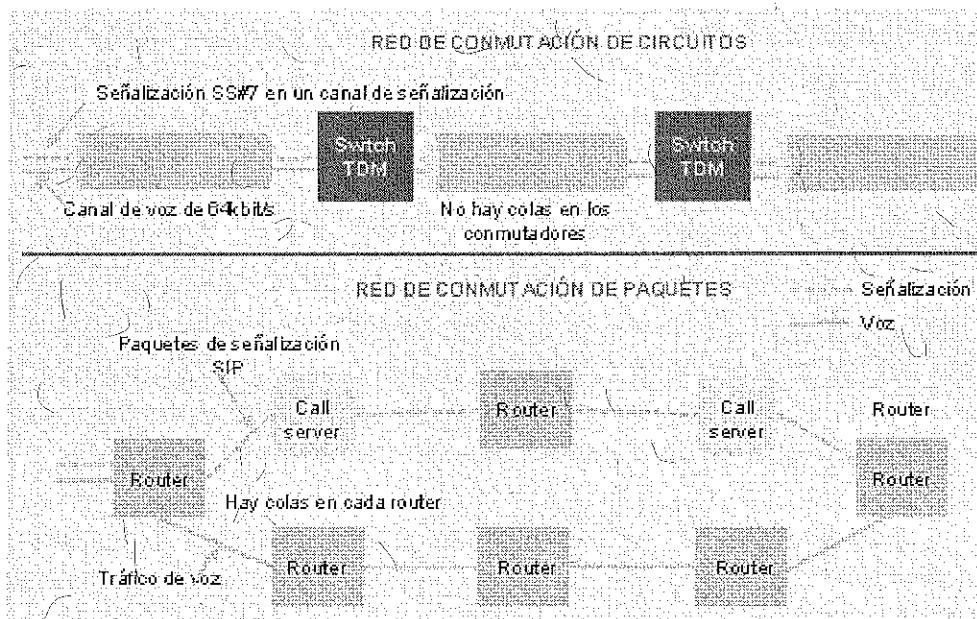 RED DE CONMUTACIÓN DE CIRCUITOS
Señalización SS#7 en un canal de señalización
Switch
TDM
Switch
TDM
Canal de voz de 64kbit/s
No hay colas en los
conmutadores
RED DE CONMUTACIÓN DE PAQUETES
Señalización
Voz
Paquetes de señalización
SIP
Call
server
Router
Call
server
Router
Router
Router
Hay colas en cada router
Router
Router
Router
Tráfico de voz